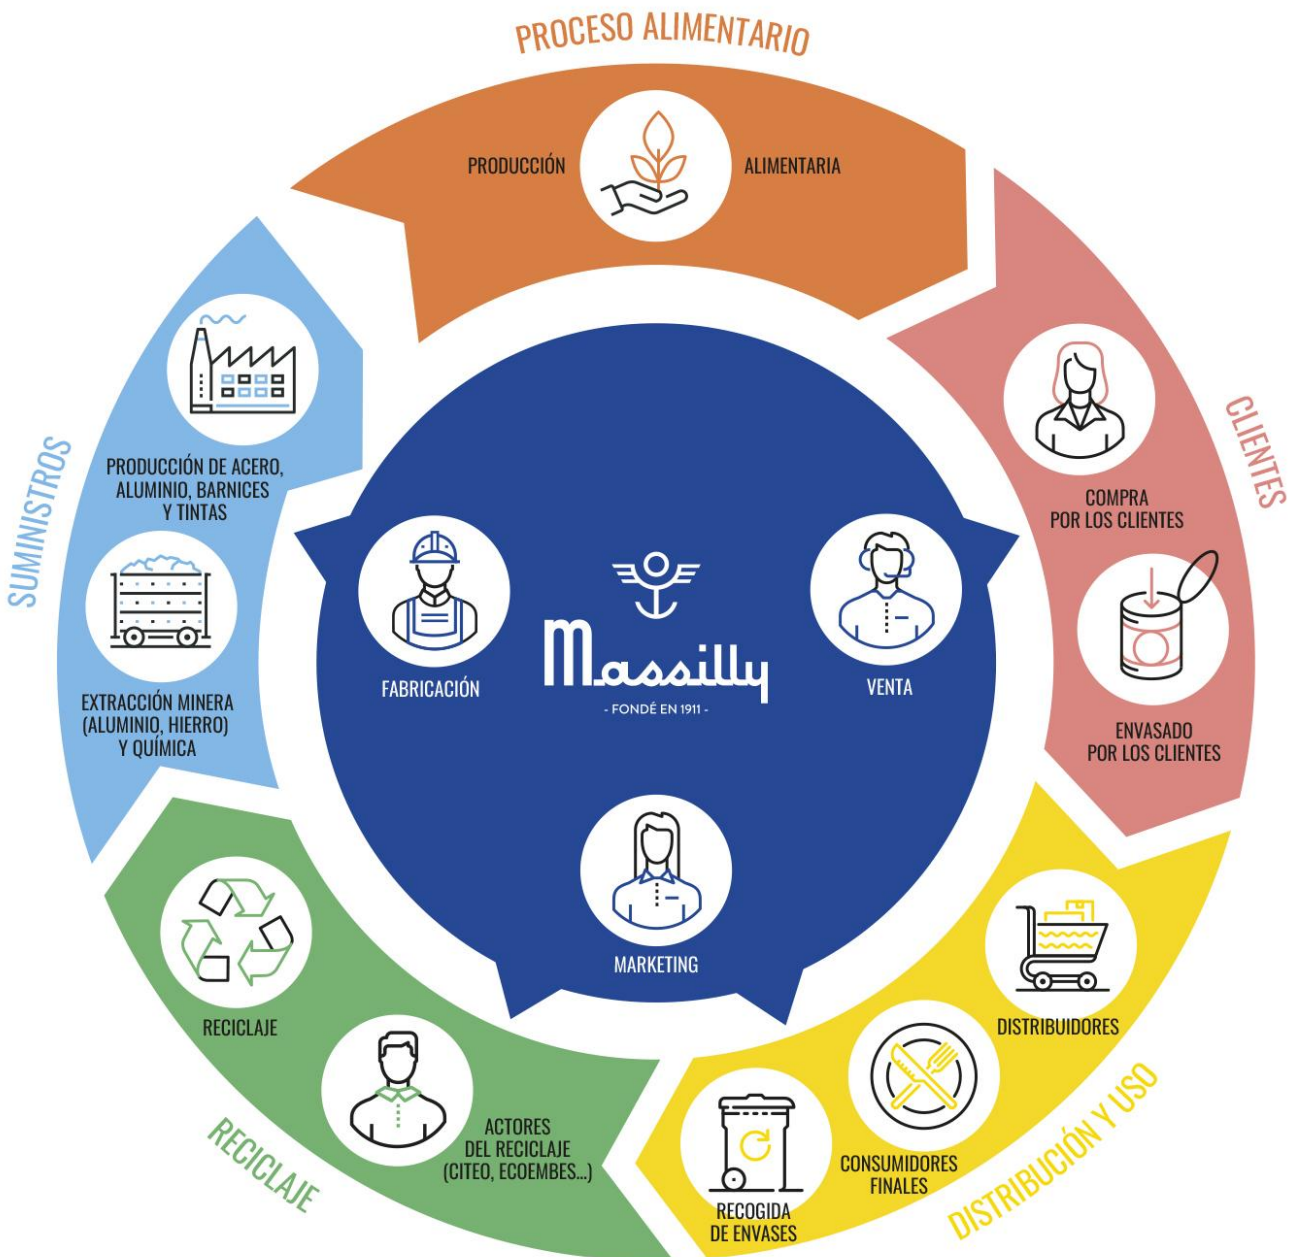 PROCESO ALIMENTARIO
PRODUCCIÓN
ALIMENTARIA
CLIENTES
COMPRA
POR LOS CLIENTES
ENVASADO
POR LOS CLIENTES
DISTRIBUCIÓN Y USO
DISTRIBUIDORES
CONSUMIDORES
FINALES
RECOGIDA
DE ENVASES
RECICLAJE
ACTORES
DEL RECICLAJE
(CITEO, ECOEMBES...)
RECICLAJE
SUMINISTROS
PRODUCCIÓN DE ACERO,
ALUMINIO, BARNICES
Y TINTAS
EXTRACCIÓN MINERA
(ALUMINIO, HIERRO)
Y QUÍMICA
FABRICACIÓN
Massilly
- FONDÉ EN 1911 -
VENTA
MARKETING